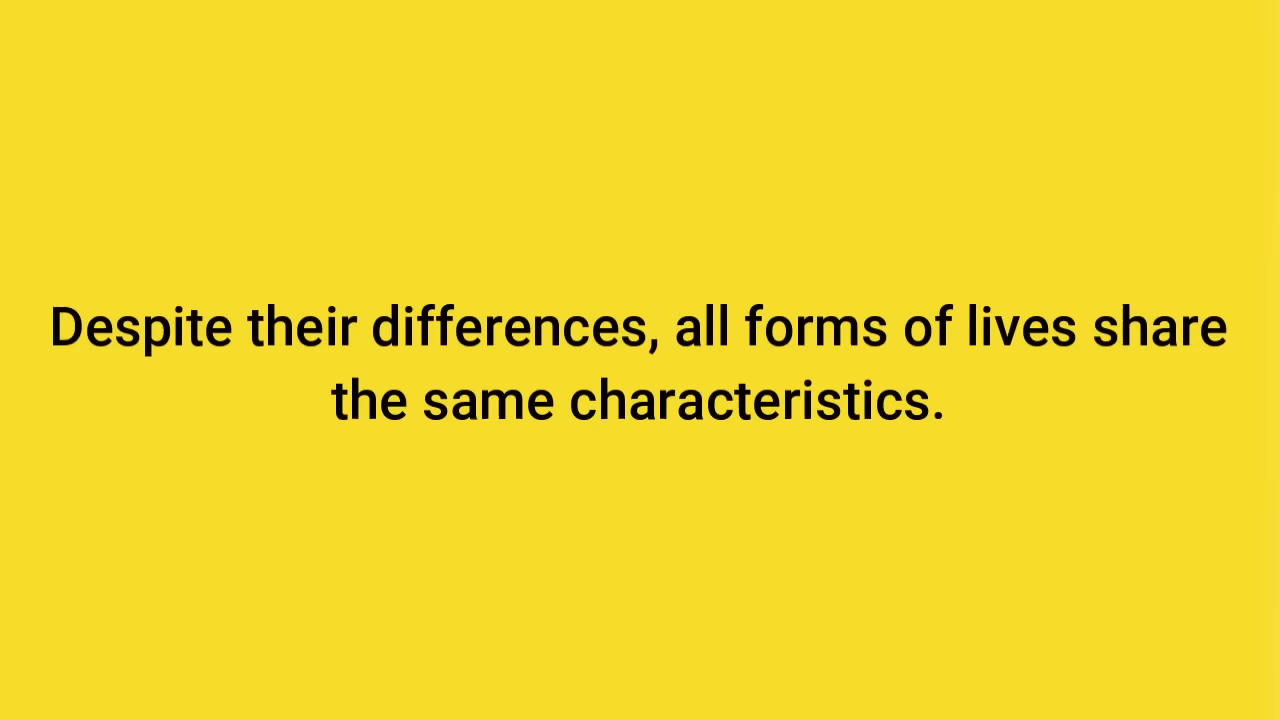 Despite their differences, all forms of lives share
the same characteristics.